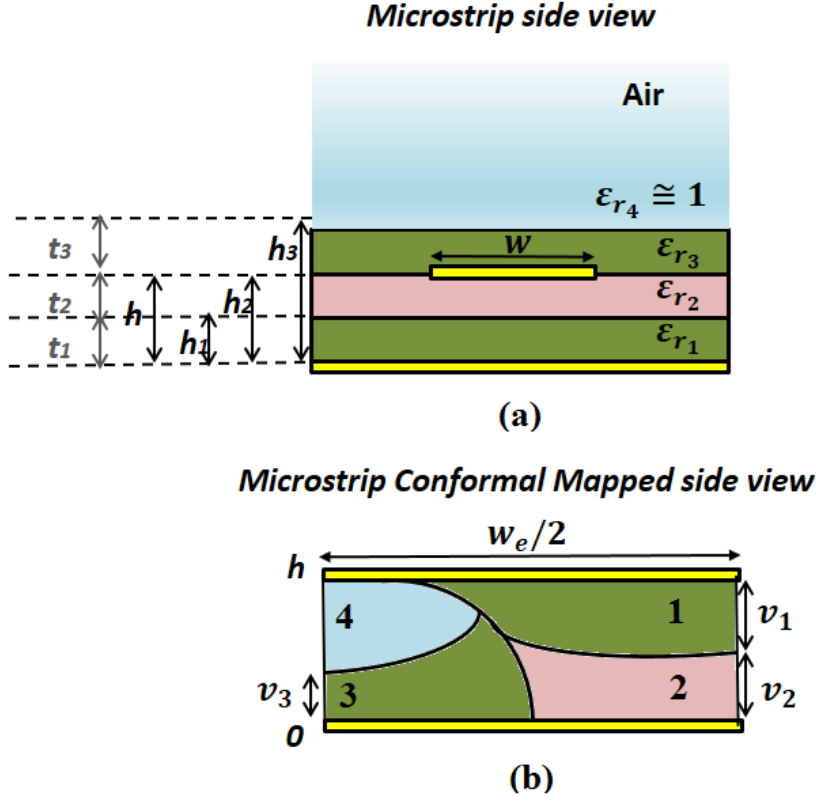 Microstrip side view
Air
εr4 ≅ 1
t3
h3
w
εr3
t2
h
h2
εr2
t1
h1
εr1
(a)
Microstrip Conformal Mapped side view
we/2
h
4
1
v1
v3
3
2
v2
0
(b)